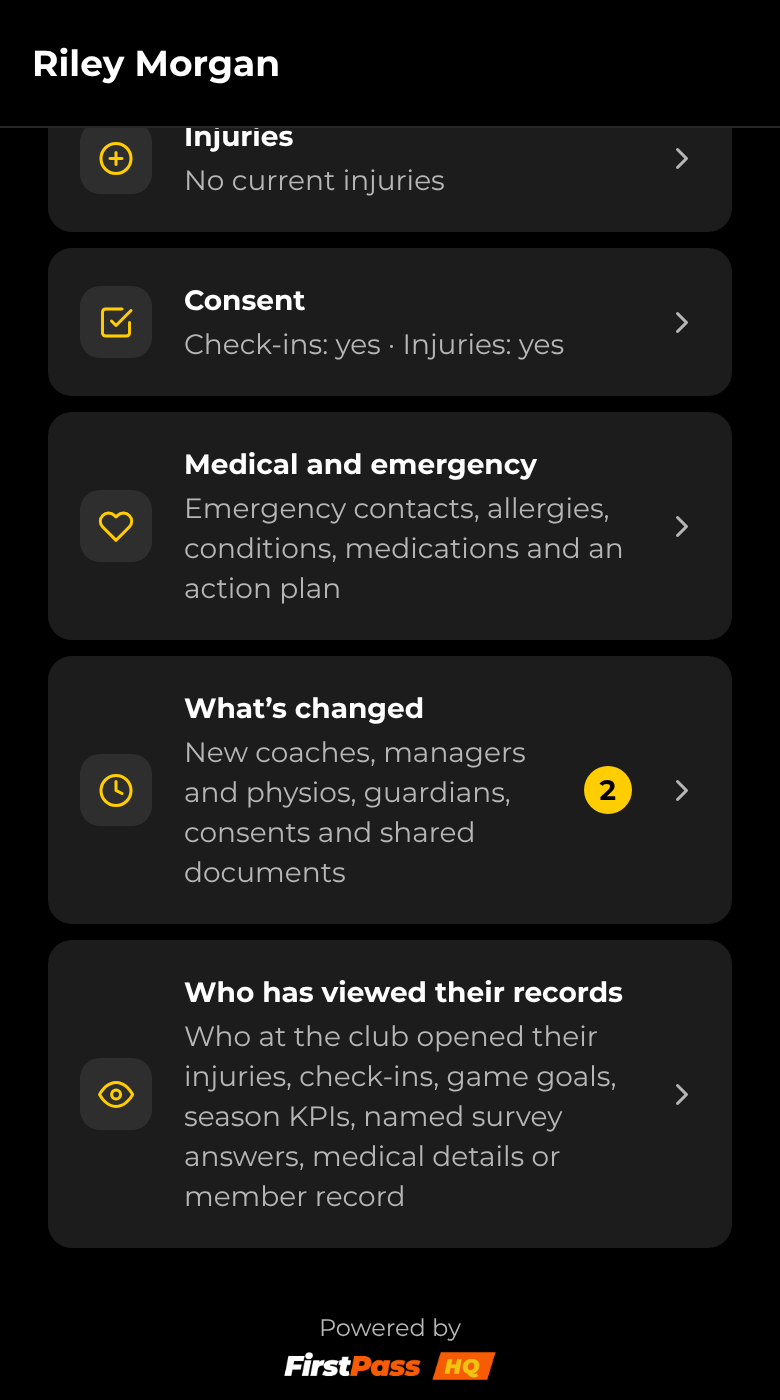 Riley Morgan
Injuries
No current injuries
Consent
Check-ins: yes · Injuries: yes
Medical and emergency
Emergency contacts, allergies,
conditions, medications and an
action plan
What’s changed
New coaches, managers
and physios, guardians,
consents and shared
documents
2
Who has viewed their records
Who at the club opened their
injuries, check-ins, game goals,
season KPIs, named survey
answers, medical details or
member record
Powered by
FirstPass HQ